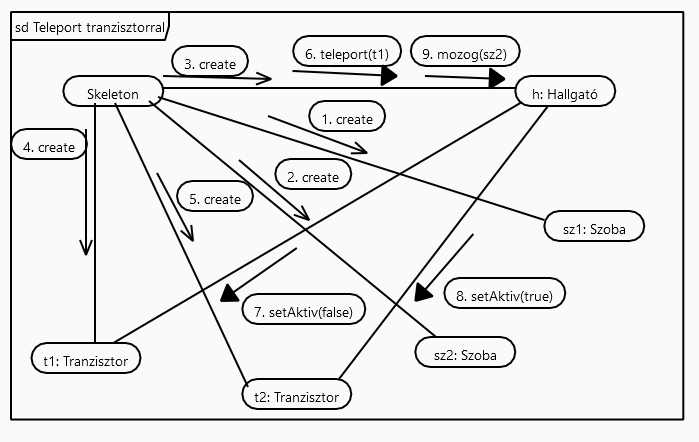 sd Teleport tranzisztorral
3. create
6. teleport(t1)
9. mozog(sz2)
Skeleton
h: Hallgató
1. create
4. create
2. create
5. create
sz1: Szoba
8. setAktiv(true)
7. setAktiv(false)
t1: Tranzisztor
sz2: Szoba
t2: Tranzisztor